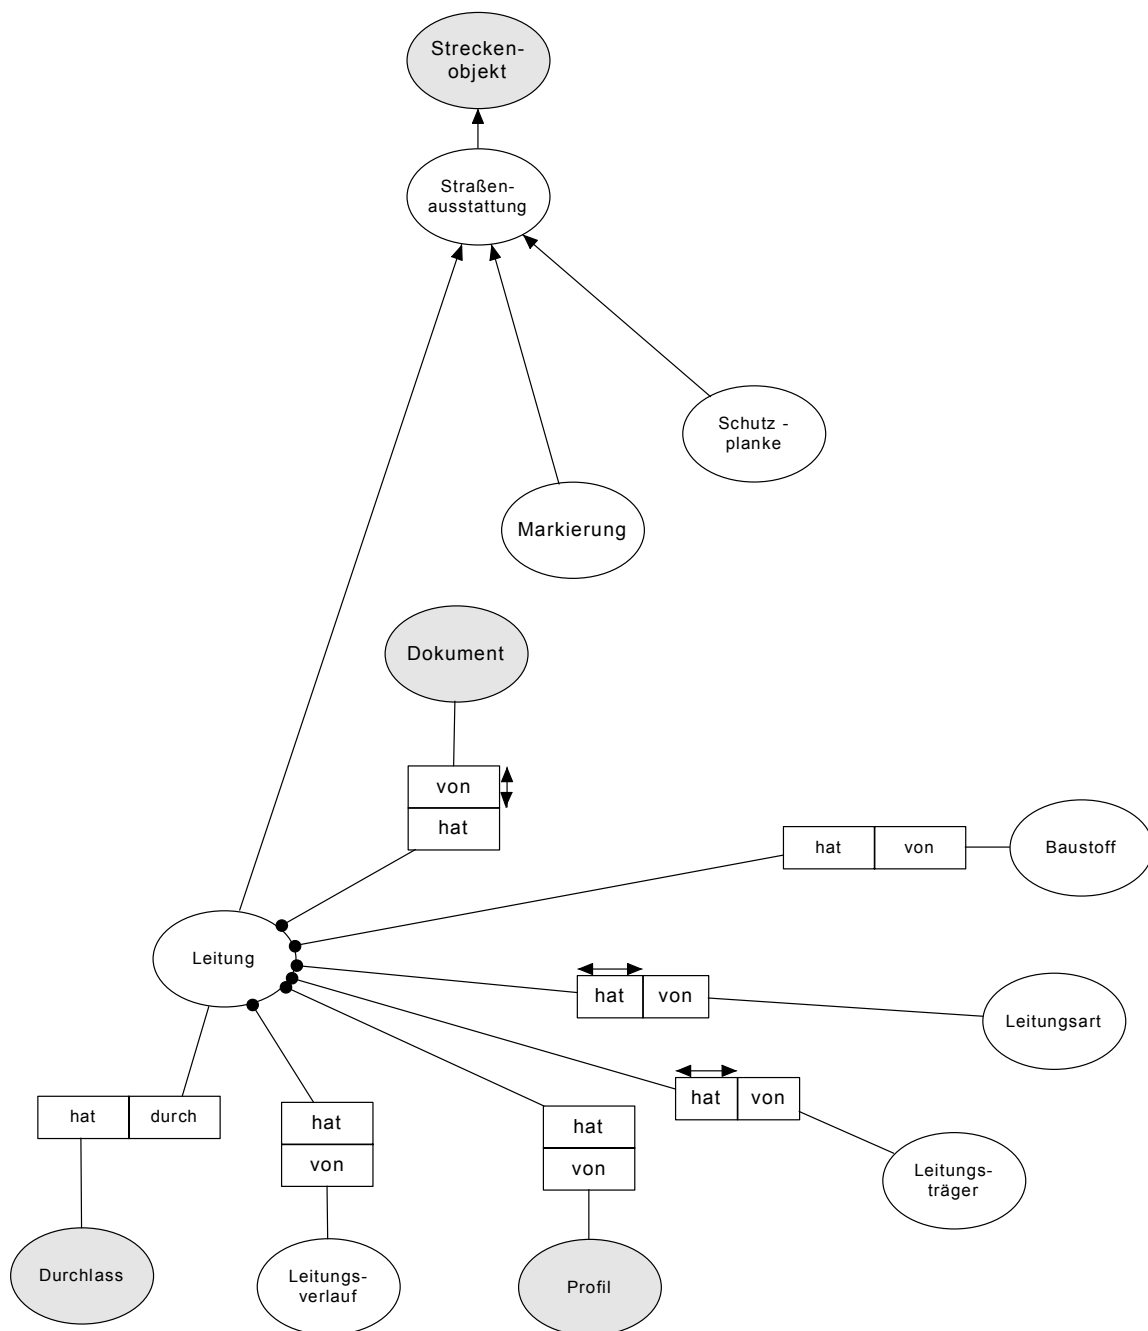 Strecken-
objekt
Straßen-
ausstattung
Schutz -
planke
Markierung
Dokument
von
hat
hat von
Baustoff
Leitung
hat von
Leitungsart
hat von
Leitungs-
träger
hat durch
hat
von
hat
von
Durchlass
Leitungs-
verlauf
Profil